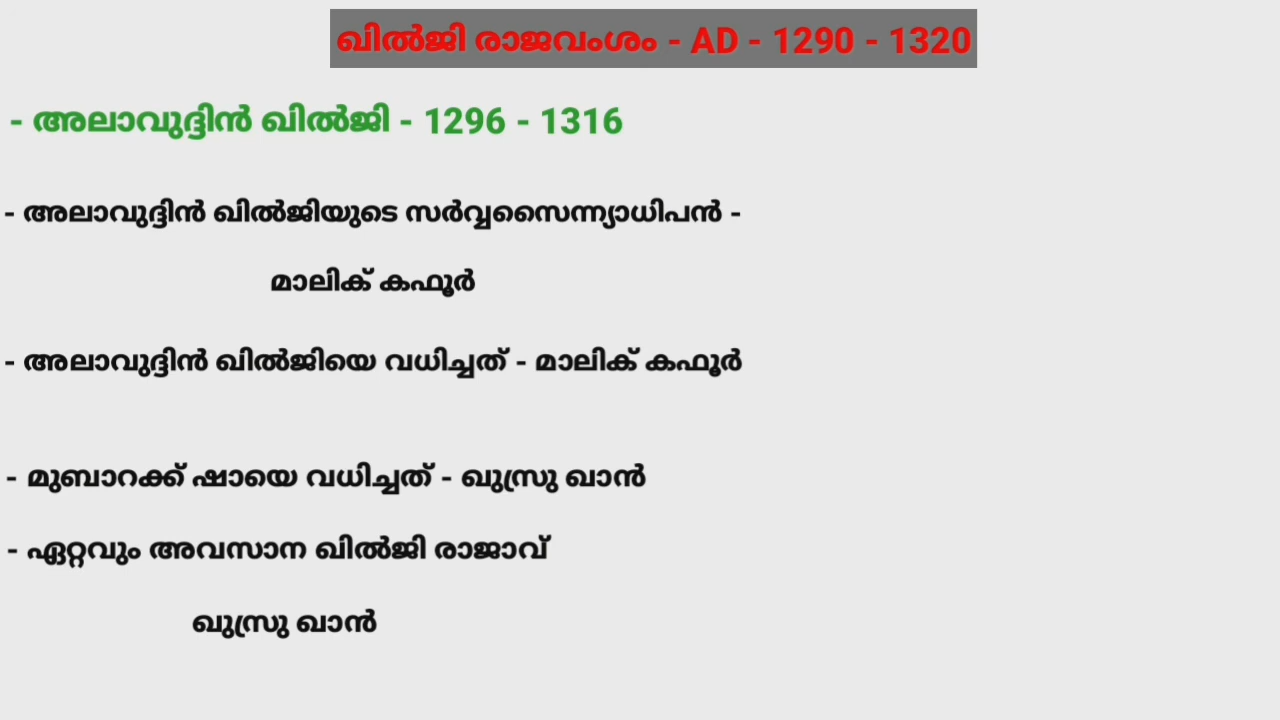 ഖിൽജി രാജവംശം - AD - 1290 - 1320
- അലാവുദ്ദിൻ ഖിൽജി - 1296 - 1316
- അലാവുദ്ദിൻ ഖിൽജിയുടെ സർവ്വസൈന്ന്യാധിപൻ -
മാലിക് കഫൂർ
- അലാവുദ്ദിൻ ഖിൽജിയെ വധിച്ചത് - മാലിക് കഫൂർ
- മുബാറക്ക് ഷായെ വധിച്ചത് - ഖുസ്രു ഖാൻ
- ഏറ്റവും അവസാന ഖിൽജി രാജാവ്
ഖുസ്രു ഖാൻ